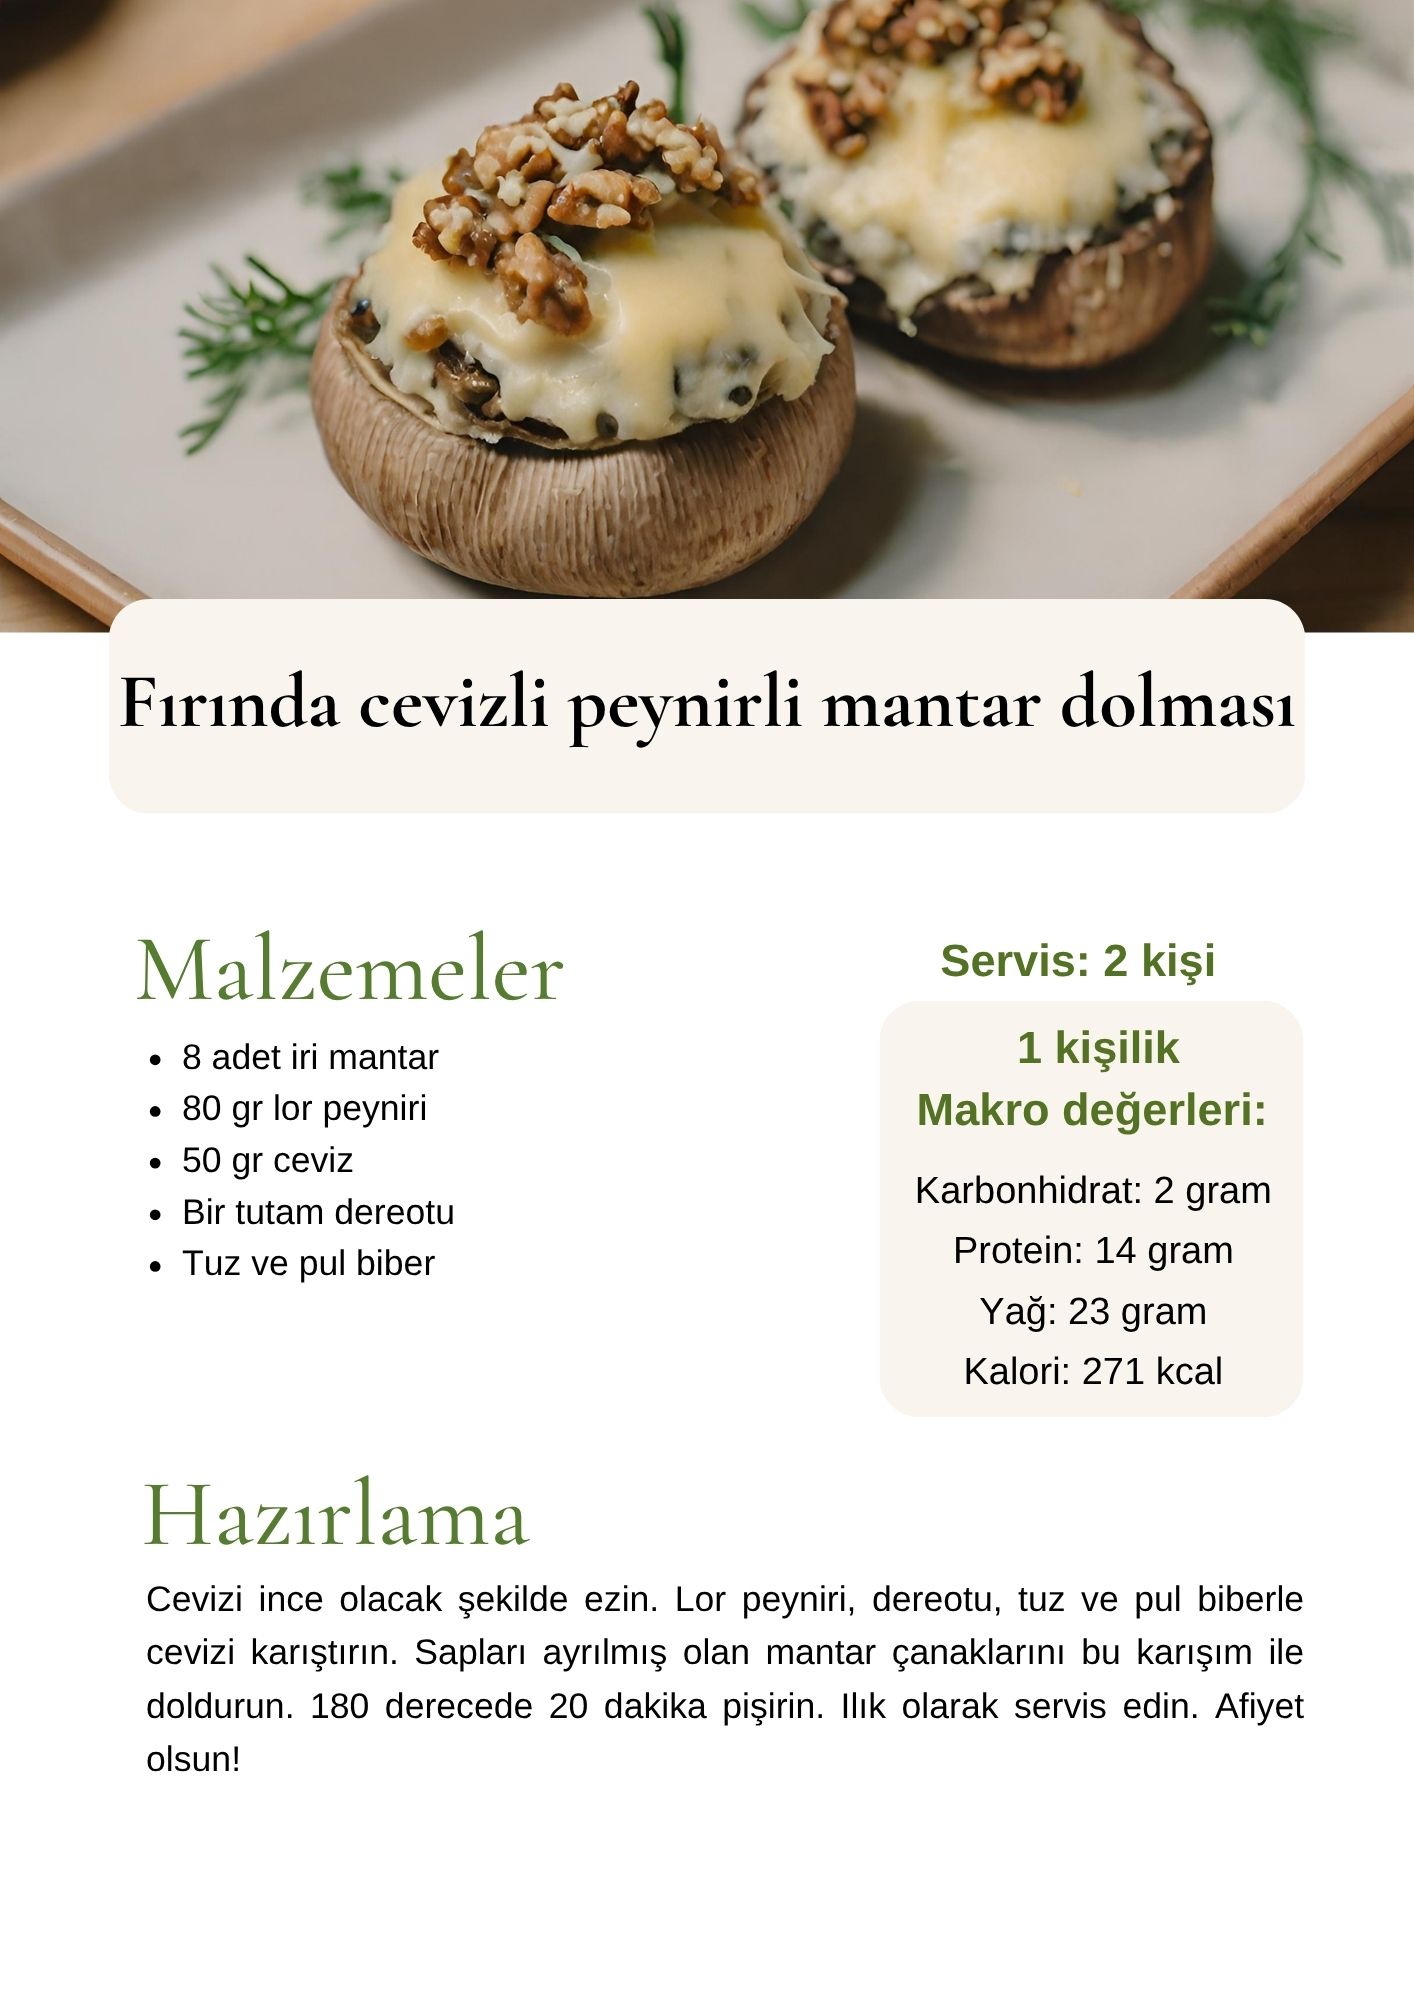 Fırında cevizli peynirli mantar dolması
Malzemeler
8 adet iri mantar
80 gr lor peyniri
50 gr ceviz
Bir tutam dereotu
Tuz ve pul biber
Servis: 2 kişi
1 kişilik
Makro değerleri:
Karbonhidrat: 2 gram
Protein: 14 gram
Yağ: 23 gram
Kalori: 271 kcal
Hazırlama
Cevizi ince olacak şekilde ezin. Lor peyniri, dereotu, tuz ve pul biberle
cevizi karıştırın. Sapları ayrılmış olan mantar çanaklarını bu karışım ile
doldurun. 180 derecede 20 dakika pişirin. Ilık olarak servis edin. Afiyet
olsun!